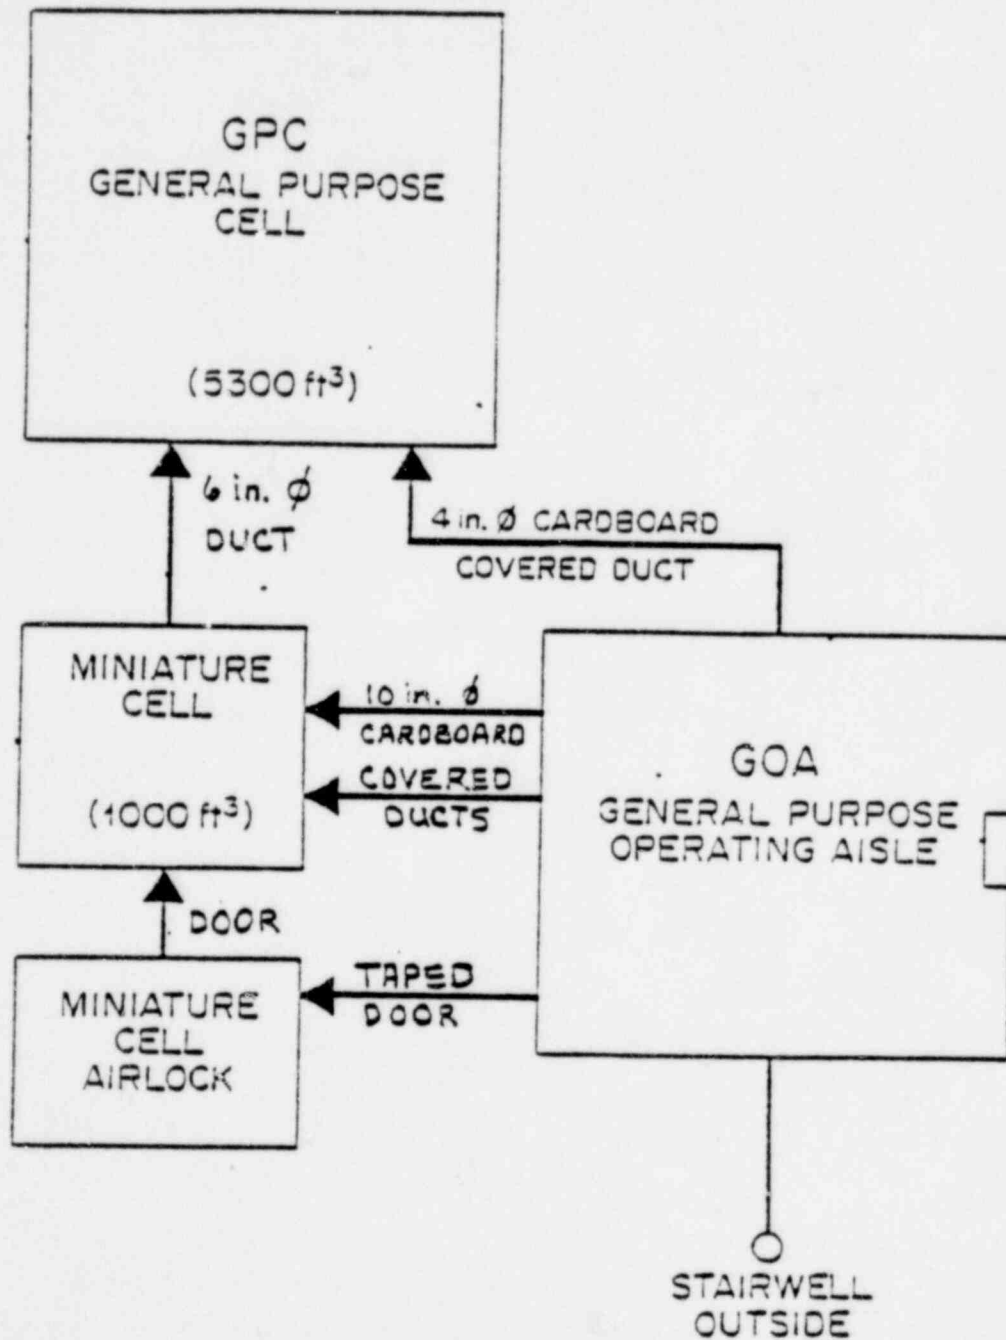 GPC
GENERAL PURPOSE
CELL
(5300 ft³)
6 in. ϕ
DUCT
4 in. Ø CARDBOARD
COVERED DUCT
MINIATURE
CELL
(1000 ft³)
10 in. ϕ
CARDBOARD
COVERED
DUCTS
GOA
GENERAL PURPOSE
OPERATING AISLE
DOOR
MINIATURE
CELL
AIRLOCK
TAPED
DOOR
STAIRWELL
OUTSIDE